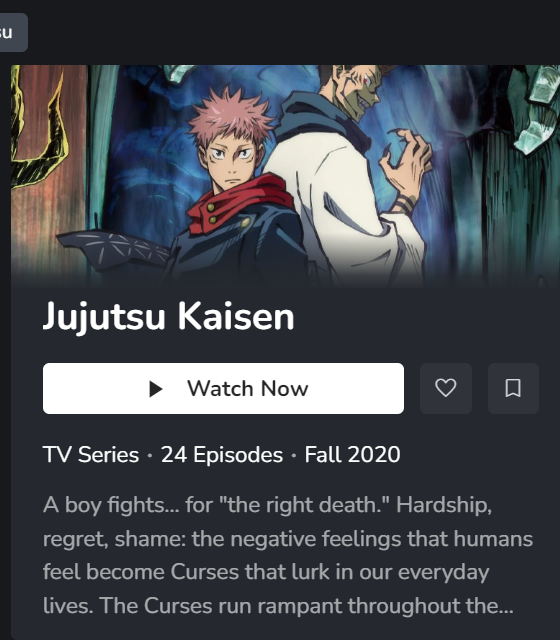 su
Jujutsu Kaisen
Watch Now
TV Series · 24 Episodes · Fall 2020
A boy fights... for "the right death." Hardship,
regret, shame: the negative feelings that humans
feel become Curses that lurk in our everyday
lives. The Curses run rampant throughout the...